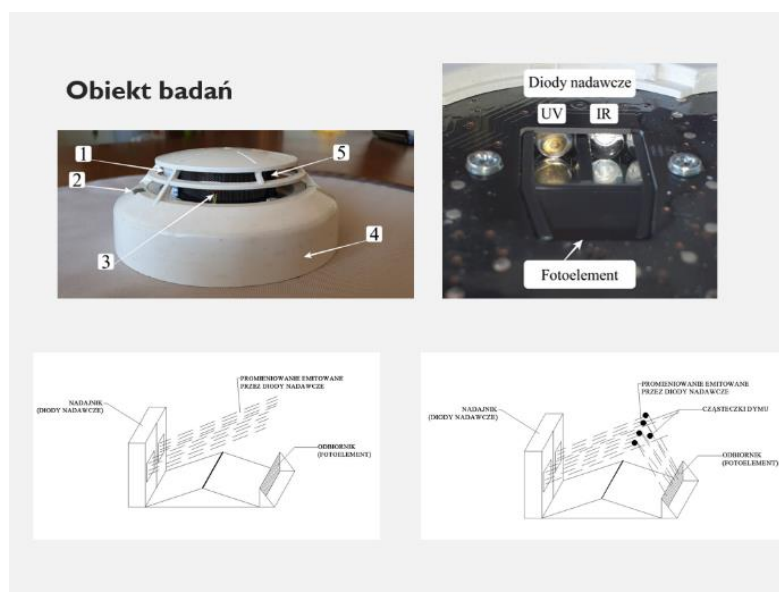 Obiekt badań
1
2
3
4
5
Diody nadawcze
UV IR
Fotoelement
NADAJNIK
(DIODY NADAWCZE)
PROMIENIOWANIE EMITOWANE
PRZEZ DIODY NADAWCZE
ODBIORNIK
(FOTOELEMENT)
NADAJNIK
(DIODY NADAWCZE)
PROMIENIOWANIE EMITOWANE
PRZEZ DIODY NADAWCZE
CZĄSTECZKI DYMU
ODBIORNIK
(FOTOELEMENT)